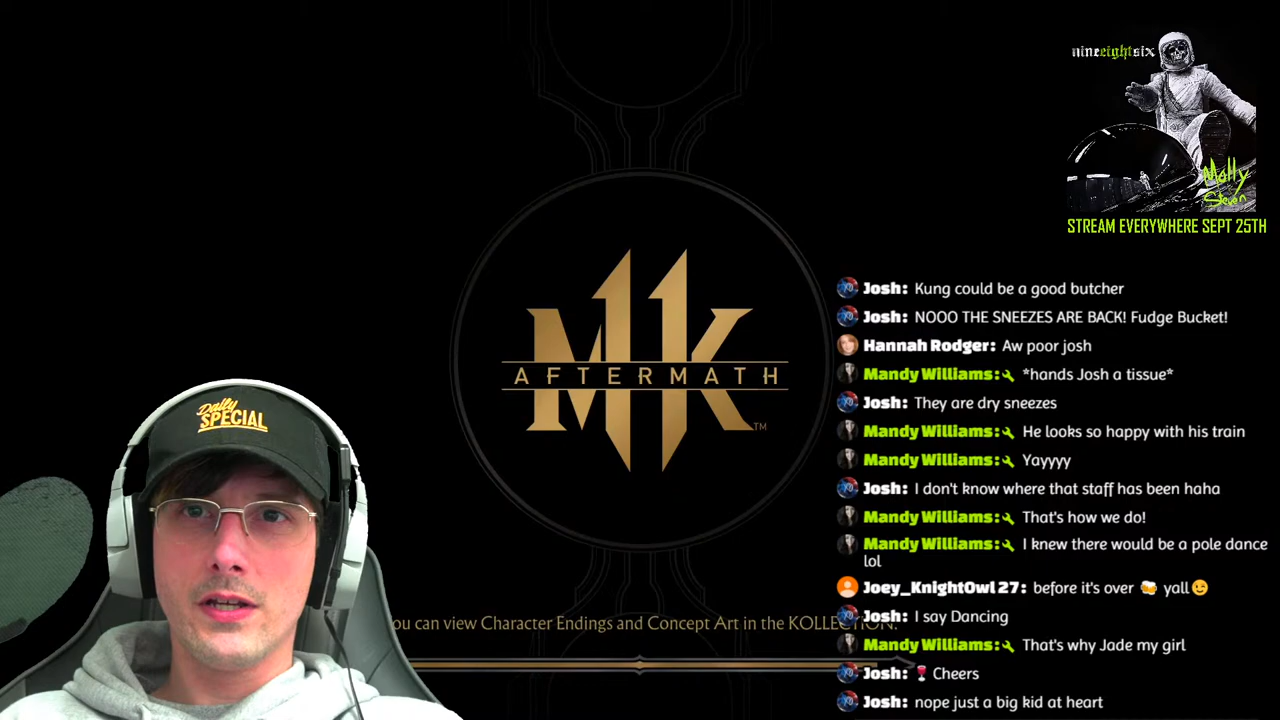 nineeightsix
Molly
Steven
STREAM EVERYWHERE SEPT 25TH
MK11
AFTERMATH
TM
Daily
SPECIAL
ou can view Character Endings and Concept Art in the KOLLECTION.
Josh: Kung could be a good butcher
Josh: NOOO THE SNEEZES ARE BACK! Fudge Bucket!
Hannah Rodger: Aw poor josh
Mandy Williams: *hands Josh a tissue*
Josh: They are dry sneezes
Mandy Williams: He looks so happy with his train
Mandy Williams: Yayyyy
Josh: I don't know where that staff has been haha
Mandy Williams: That's how we do!
Mandy Williams: I knew there would be a pole dance
lol
Joey_KnightOwl 27: before it's over 🍻 yall😉
Josh: I say Dancing
Mandy Williams: That's why Jade my girl
Josh: 🍷 Cheers
Josh: nope just a big kid at heart